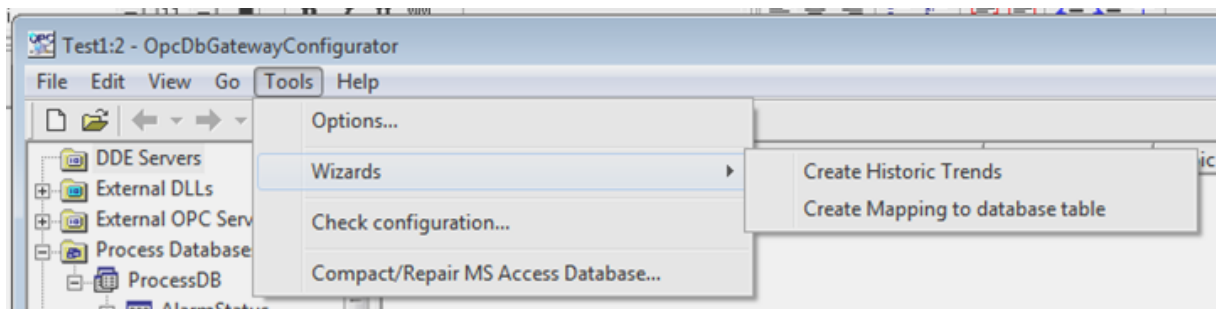 Test1:2 - OpcDbGatewayConfigurator
File Edit View Go Tools Help
Options...
DDE Servers
Wizards
Create Historic Trends
External DLLs
Create Mapping to database table
External OPC Serv
Check configuration...
Process Database
ProcessDB
Compact/Repair MS Access Database...
AlarmStatus